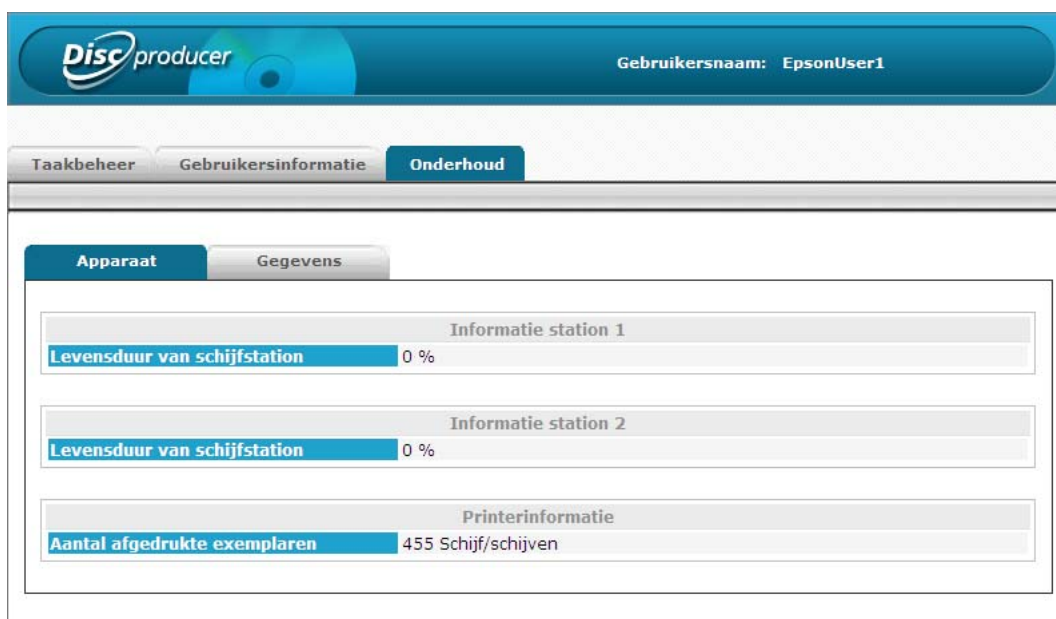 Disc producer
Gebruikersnaam: EpsonUser1
Taakbeheer Gebruikersinformatie Onderhoud
Apparaat Gegevens
Informatie station 1
Levensduur van schijfstation 0 %
Informatie station 2
Levensduur van schijfstation 0 %
Printerinformatie
Aantal afgedrukte exemplaren 455 Schijf/schijven